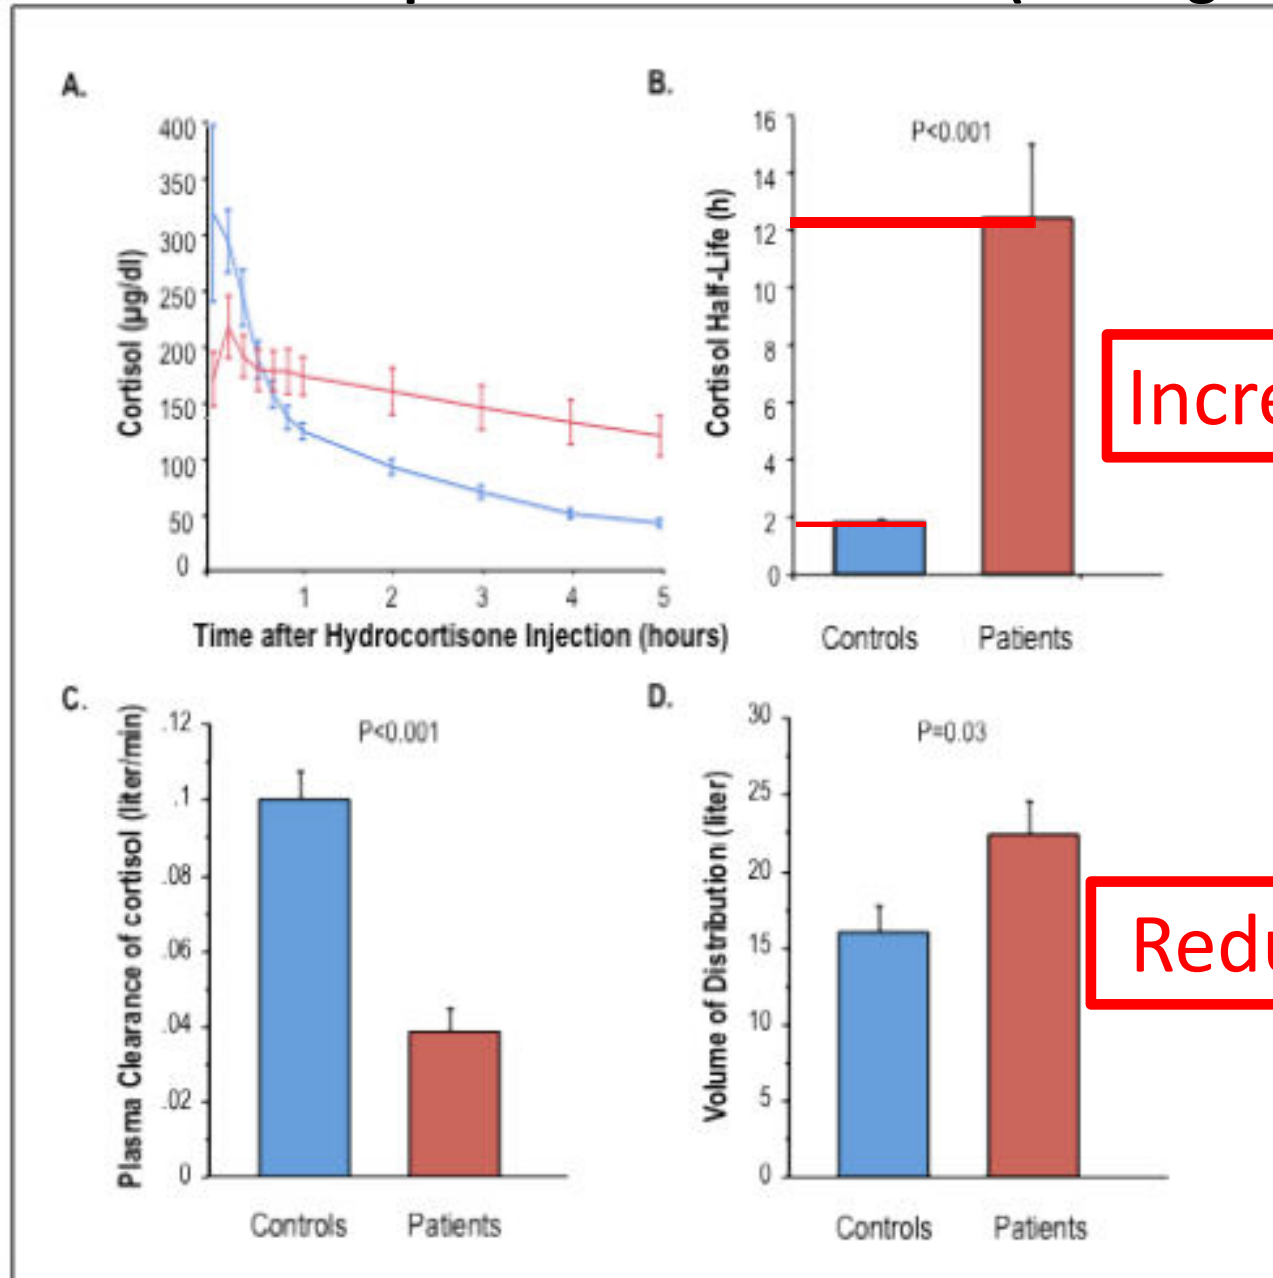 A.
400
350
300
250
200
150
100
50
0
Cortisol (µg/dl)
1 2 3 4 5
Time after Hydrocortisone Injection (hours)
B.
P<0.001
16
14
12
10
8
6
4
2
0
Cortisol Half-Life (h)
Controls Patients
Incre
C.
P<0.001
.12
.1
.08
.06
.04
.02
0
Plasma Clearance of cortisol (liter/min)
Controls Patients
D.
P=0.03
30
25
20
15
10
5
0
Volume of Distribution (liter)
Controls Patients
Redu